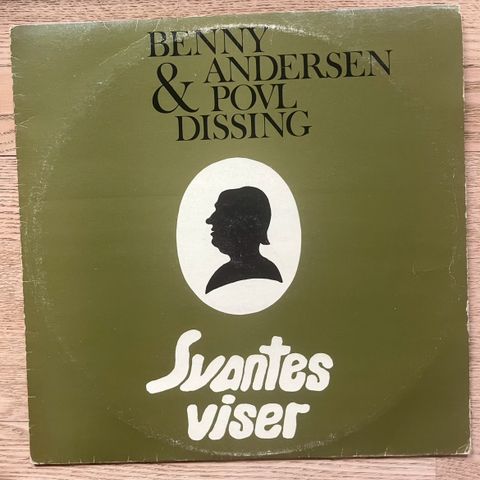 BENNY
& ANDERSEN
POVL
DISSING
Svantes
viser